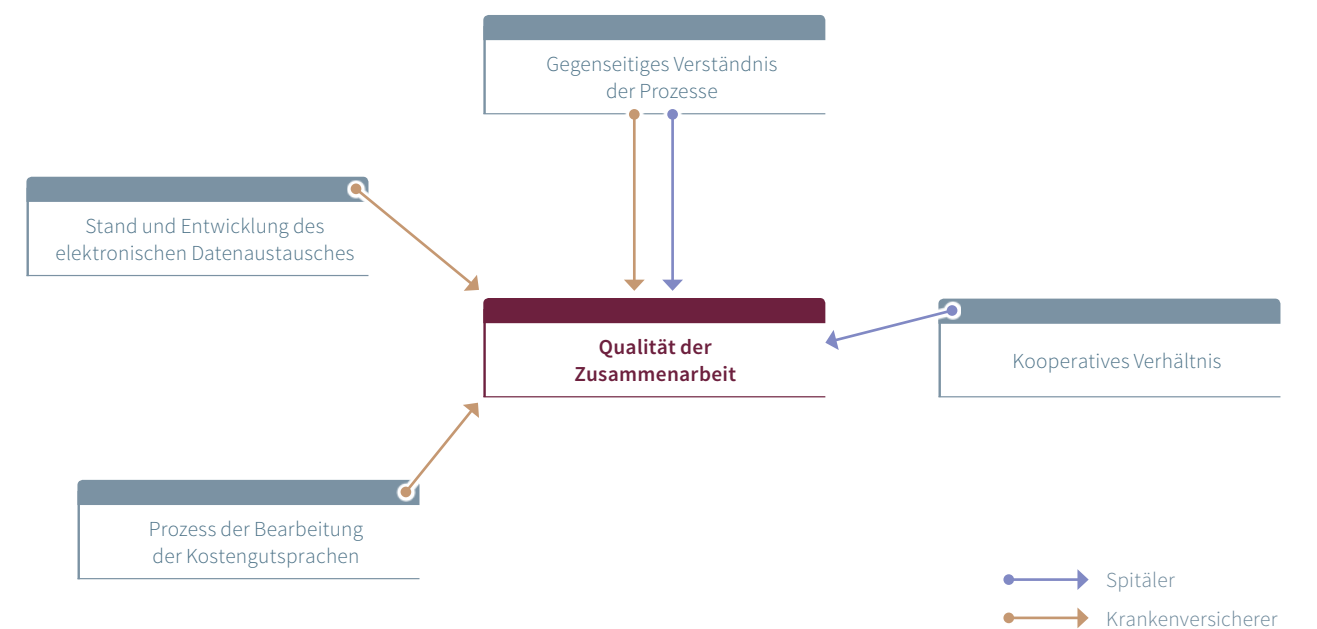 Gegenseitiges Verständnis
der Prozesse
Stand und Entwicklung des
elektronischen Datenaustausches
Qualität der
Zusammenarbeit
Kooperatives Verhältnis
Prozess der Bearbeitung
der Kostengutsprachen
Spitäler
Krankenversicherer